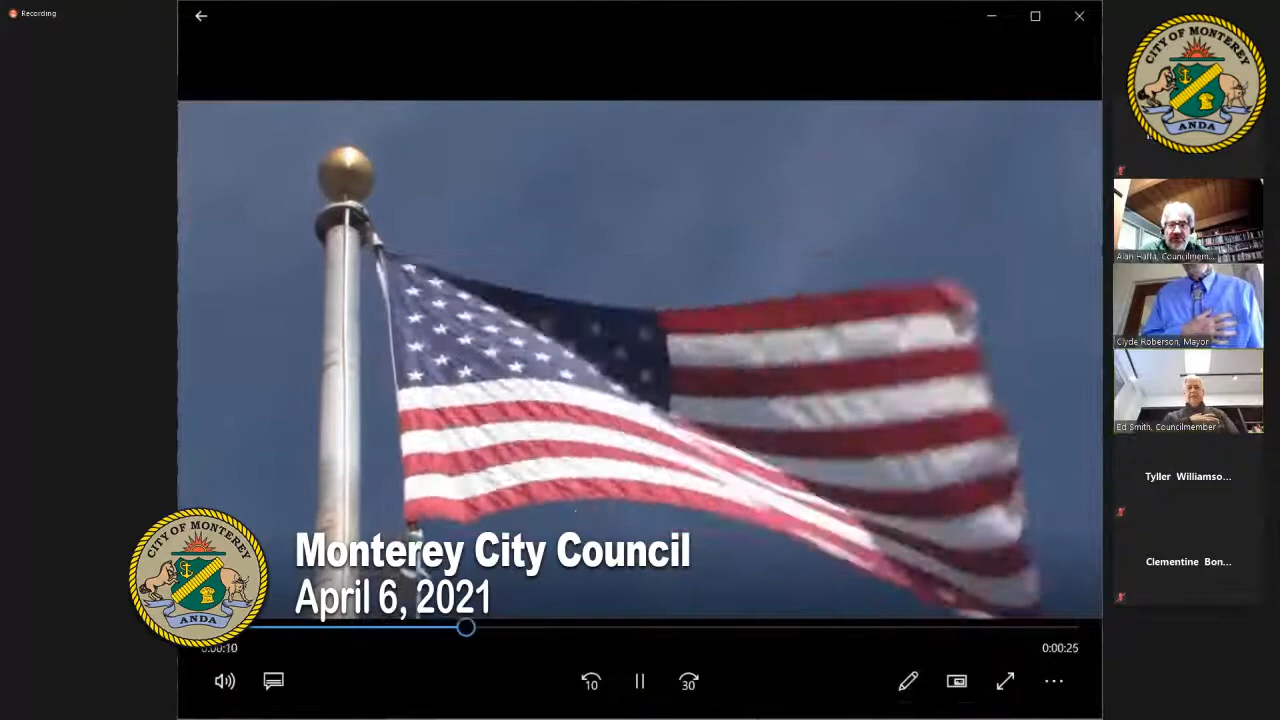 Recording
CITY OF MONTEREY
ANDA
Alan Haffa, Councilmem...
Clyde Roberson, Mayor
Ed Smith, Councilmember
Tyller Williamso...
Clementine Bon...
Monterey City Council
April 6, 2021
CITY OF MONTEREY
ANDA
0:00:10
0:00:25
10
30